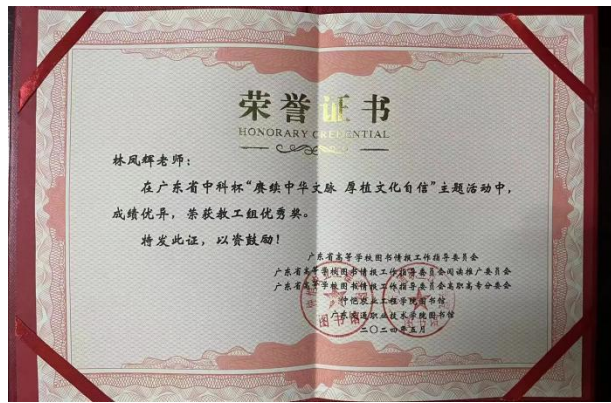 荣誉证书
HONORARY CREDENTIAL
林凤辉老师：
在广东省中科杯“赓续中华文脉 厚植文化自信”主题活动中，
成绩优异，荣获教工组优秀奖。
特发此证，以资鼓励！
广东省高等学校图书情报工作指导委员会
广东省高等学校图书情报工作指导委员会阅读推广委员会
广东省高等学校图书情报工作指导委员会高职高专分委会
仲恺农业工程学院图书馆
广东交通职业技术学院图书馆
二〇二四年五月
图书馆